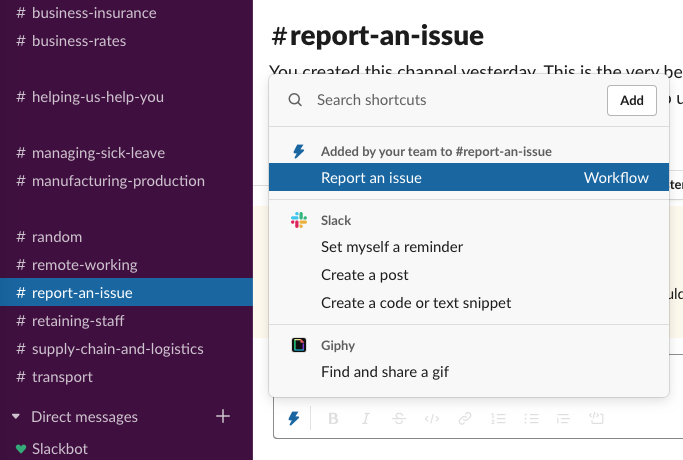 # business-insurance
# business-rates
# helping-us-help-you
# managing-sick-leave
# manufacturing-production
# random
# remote-working
# report-an-issue
# retaining-staff
# supply-chain-and-logistics
# transport
Direct messages +
Slackbot
#report-an-issue
You created this channel yesterday. This is the very be
Search shortcuts Add
Added by your team to #report-an-issue
Report an issue Workflow
Slack
Set myself a reminder
Create a post
Create a code or text snippet
Giphy
Find and share a gif
B I S </>